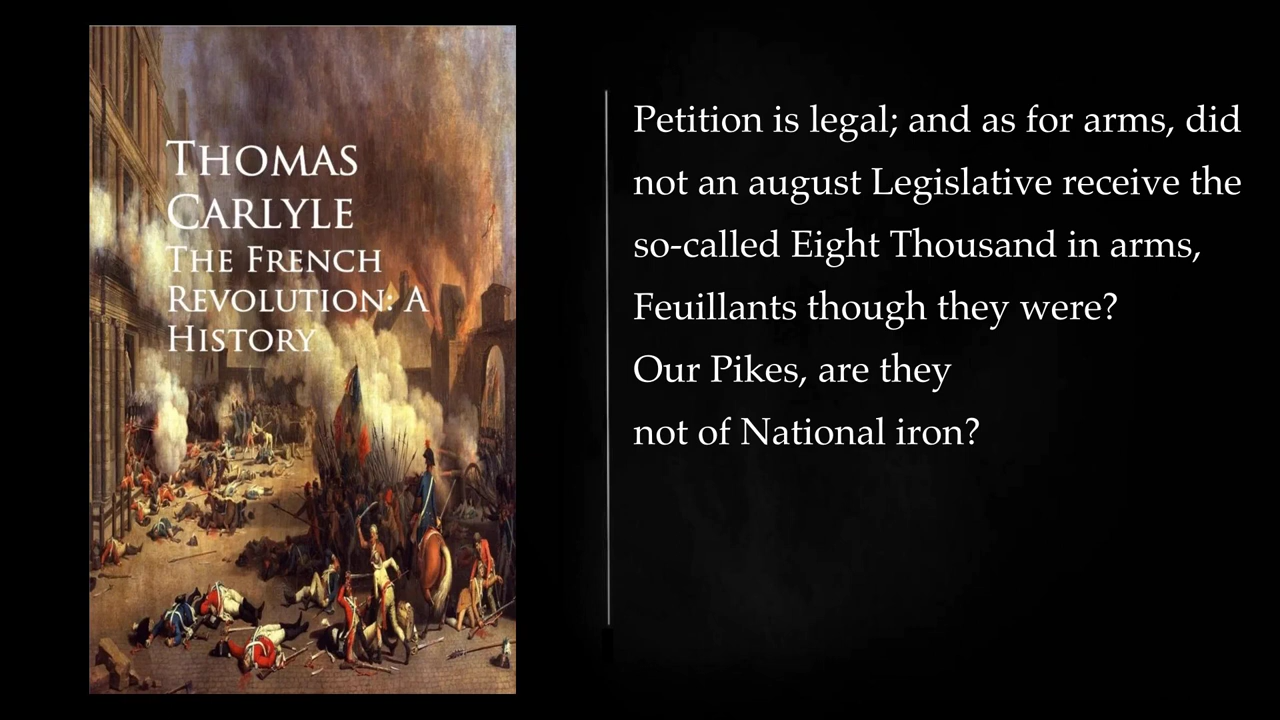 THOMAS
CARLYLE
THE FRENCH
REVOLUTION: A
HISTORY
Petition is legal; and as for arms, did
not an august Legislative receive the
so-called Eight Thousand in arms,
Feuillants though they were?
Our Pikes, are they
not of National iron?